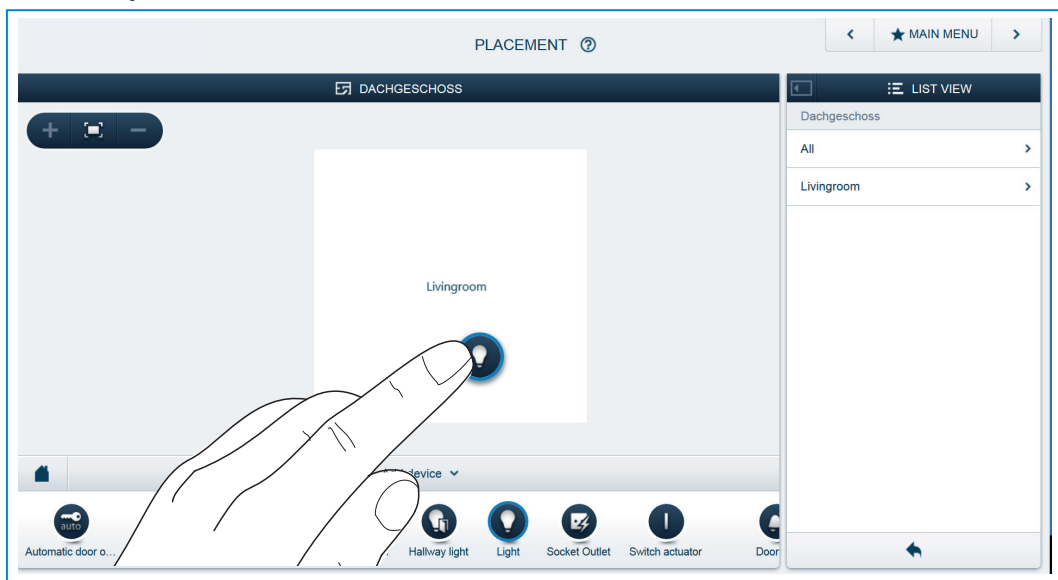 PLACEMENT ?
MAIN MENU
DACHGESCHOSS
LIST VIEW
Dachgeschoss
All
Livingroom
Livingroom
device
auto
Automatic door o...
Hallway light
Light
Socket Outlet
Switch actuator
Door